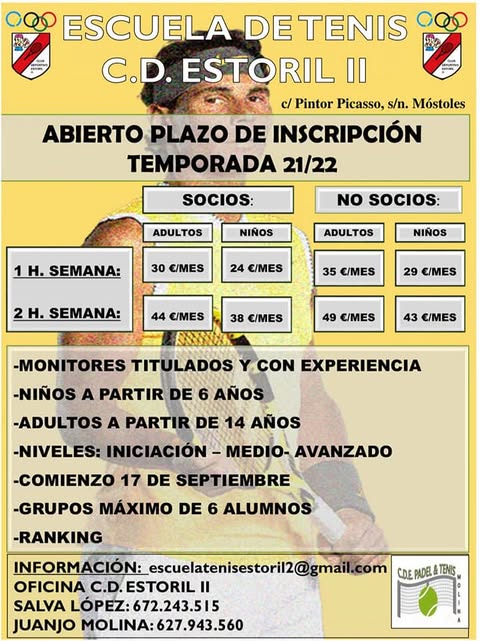 ESCUELA DE TENIS
C.D. ESTORIL II
c/ Pintor Picasso, s/n. Móstoles
ABIERTO PLAZO DE INSCRIPCIÓN
TEMPORADA 21/22
SOCIOS: NO SOCIOS:
ADULTOS NIÑOS ADULTOS NIÑOS
1 H. SEMANA: 30 €/MES 24 €/MES 35 €/MES 29 €/MES
2 H. SEMANA: 44 €/MES 38 €/MES 49 €/MES 43 €/MES
-MONITORES TITULADOS Y CON EXPERIENCIA
-NIÑOS A PARTIR DE 6 AÑOS
-ADULTOS A PARTIR DE 14 AÑOS
-NIVELES: INICIACIÓN – MEDIO- AVANZADO
-COMIENZO 17 DE SEPTIEMBRE
-GRUPOS MÁXIMO DE 6 ALUMNOS
-RANKING
INFORMACIÓN: escuelatenisestoril2@gmail.com
OFICINA C.D. ESTORIL II
SALVA LÓPEZ: 672.243.515
JUANJO MOLINA: 627.943.560
C.D.E. PADEL & TENIS
MOLINA